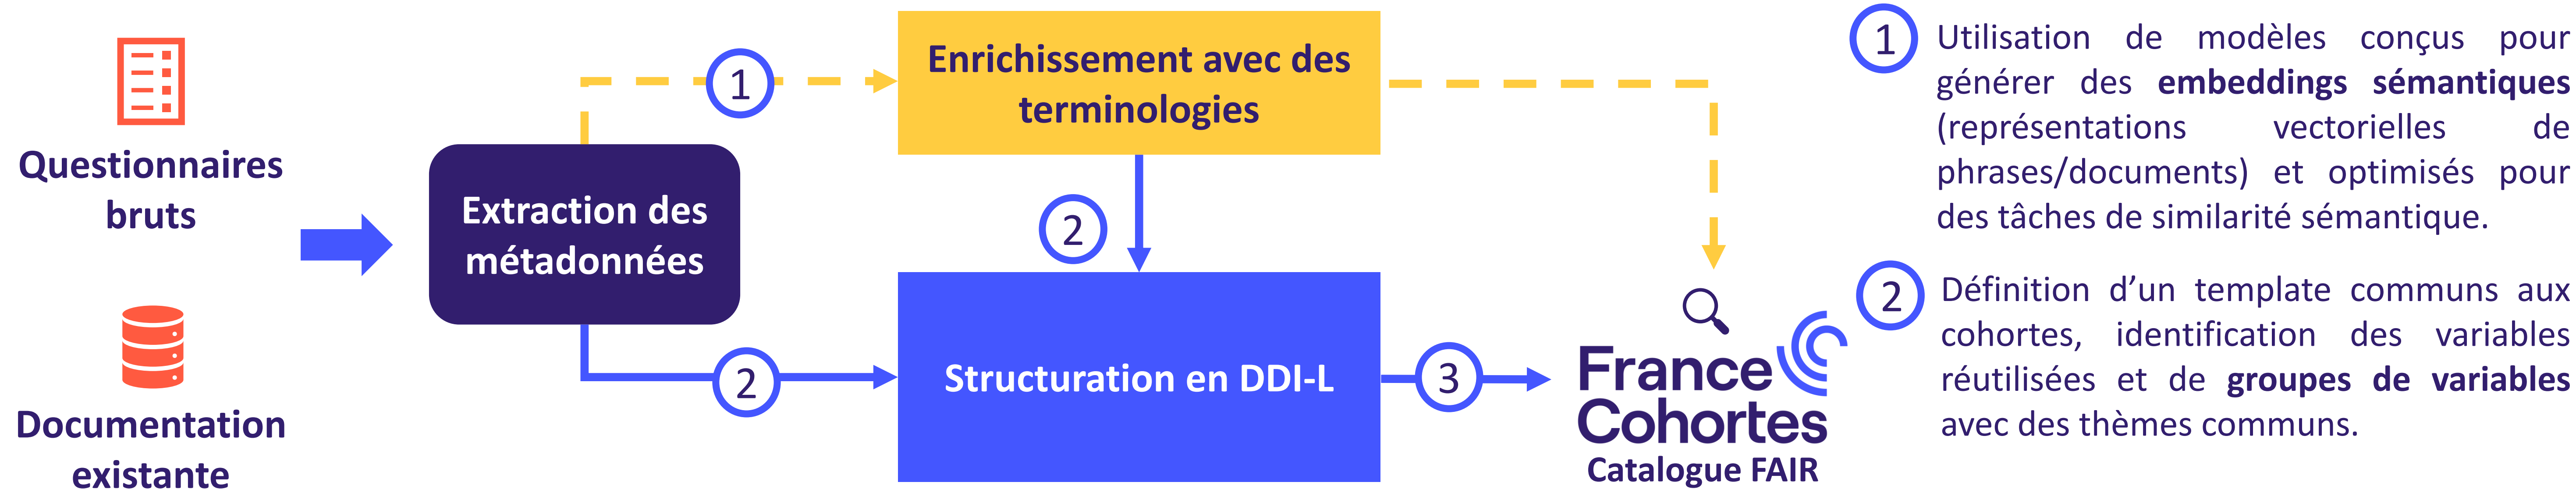 Questionnaires
bruts
Documentation
existante
Extraction des
métadonnées
1
2
Enrichissement avec des
terminologies
2
Structuration en DDI-L
3
France
Cohortes
Catalogue FAIR
1
Utilisation de modèles conçus pour
générer des embeddings sémantiques
(représentations vectorielles de
phrases/documents) et optimisés pour
des tâches de similarité sémantique.
2
Définition d’un template communs aux
cohortes, identification des variables
réutilisées et de groupes de variables
avec des thèmes communs.